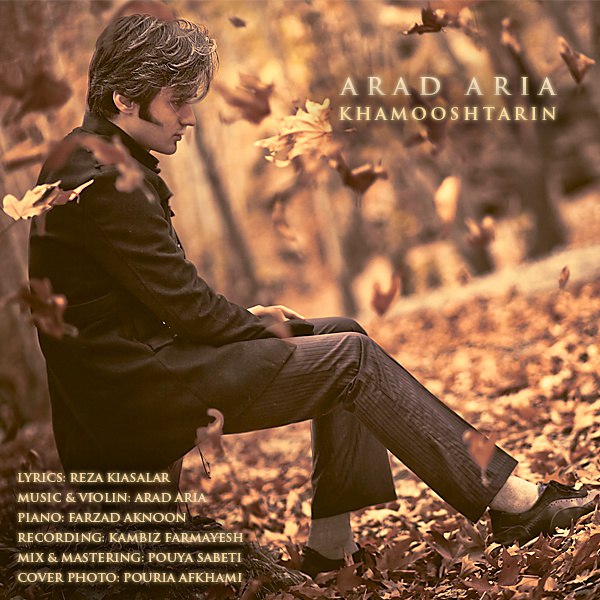 ARAD ARIA
KHAMOOSHTARIN
LYRICS: REZA KIASALAR
MUSIC & VIOLIN: ARAD ARIA
PIANO: FARZAD AKNOON
RECORDING: KAMBIZ FARMAYESH
MIX & MASTERING: POUYA SABETI
COVER PHOTO: POURIA AFKHAMI